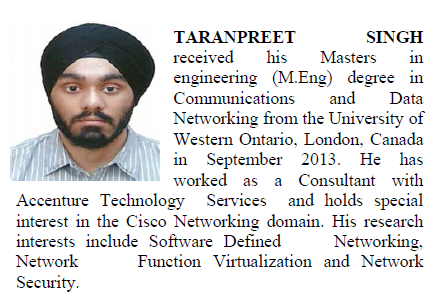 TARANPREET SINGH
received his Masters in
engineering (M.Eng) degree in
Communications and Data
Networking from the University of
Western Ontario, London, Canada
in September 2013. He has
worked as a Consultant with
Accenture Technology Services and holds special
interest in the Cisco Networking domain. His research
interests include Software Defined Networking,
Network Function Virtualization and Network
Security.